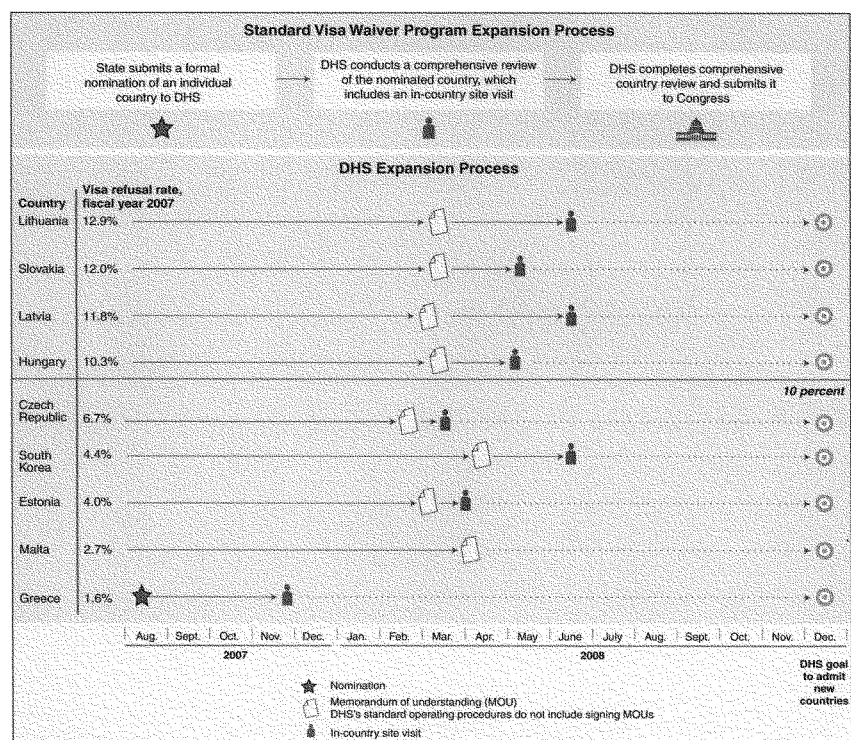 Standard Visa Waiver Program Expansion Process
State submits a formal
nomination of an individual
country to DHS
DHS conducts a comprehensive review
of the nominated country, which
includes an in-country site visit
DHS completes comprehensive
country review and submits it
to Congress
DHS Expansion Process
Country
Visa refusal rate,
fiscal year 2007
Lithuania 12.9%
Slovakia 12.0%
Latvia 11.8%
Hungary 10.3%
10 percent
Czech
Republic 6.7%
South
Korea 4.4%
Estonia 4.0%
Malta 2.7%
Greece 1.6%
Aug. Sept. Oct. Nov. Dec. Jan. Feb. Mar. Apr. May June July Aug. Sept. Oct. Nov. Dec.
2007 2008
DHS goal
to admit
new
countries
Nomination
Memorandum of understanding (MOU)
DHS's standard operating procedures do not include signing MOUs
In-country site visit